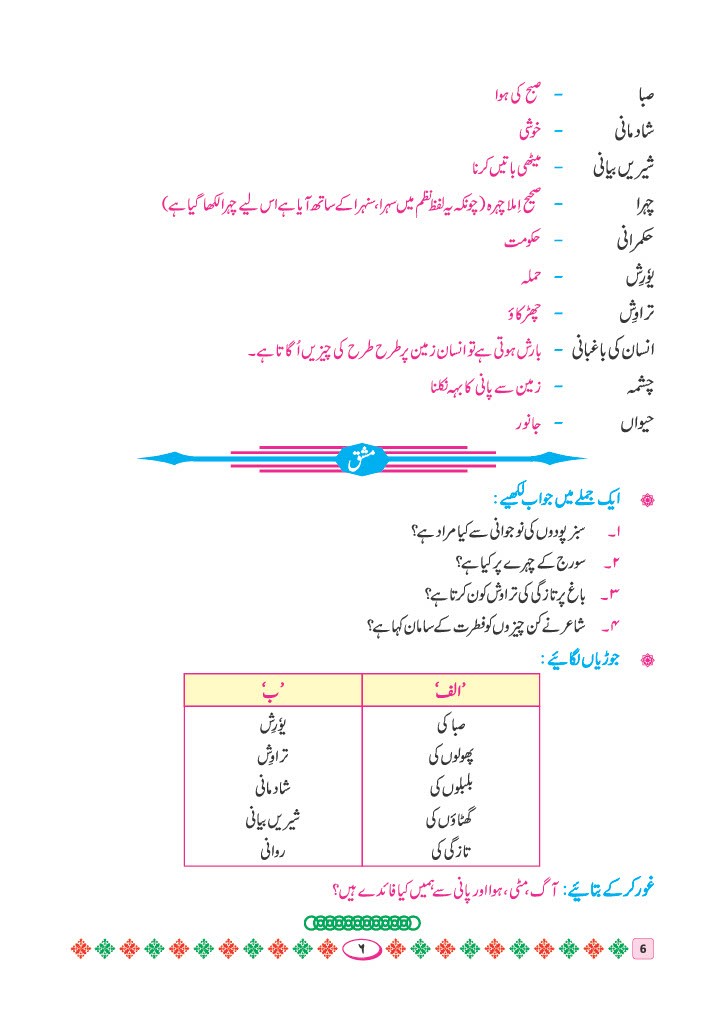 صبا - صبح کی ہوا
شادمانی - خوشی
شیریں بیانی - میٹھی باتیں کرنا
چہرا - صحیح اِملا چہرہ (چونکہ یہ لفظ نظم میں سہرا، سنہرا کے ساتھ آیا ہے اس لیے چہرا لکھا گیا ہے)
حکمرانی - حکومت
یوٗرِش - حملہ
تراوِش - چھڑکاؤ
انسان کی باغبانی - بارش ہوتی ہے تو انسان زمین پر طرح طرح کی چیزیں اُگاتا ہے۔
چشمہ - زمین سے پانی کا بہہ نکلنا
حیواں - جانور
مشق
ایک جملے میں جواب لکھیے :
۱۔ سبز پودوں کی نوجوانی سے کیا مراد ہے؟
۲۔ سورج کے چہرے پر کیا ہے؟
۳۔ باغ پر تازگی کی تراوش کون کرتا ہے؟
۴۔ شاعر نے کن چیزوں کو فطرت کے سامان کہا ہے؟
جوڑیاں لگائیے :
’الف‘ ’ب‘
صبا کی یوٗرِش
پھولوں کی تراوِش
بلبلوں کی شادمانی
گھٹاؤں کی شیریں بیانی
تازگی کی روانی
غور کرکے بتائیے : آگ، مٹی، ہوا اور پانی سے ہمیں کیا فائدے ہیں؟
۶ 6